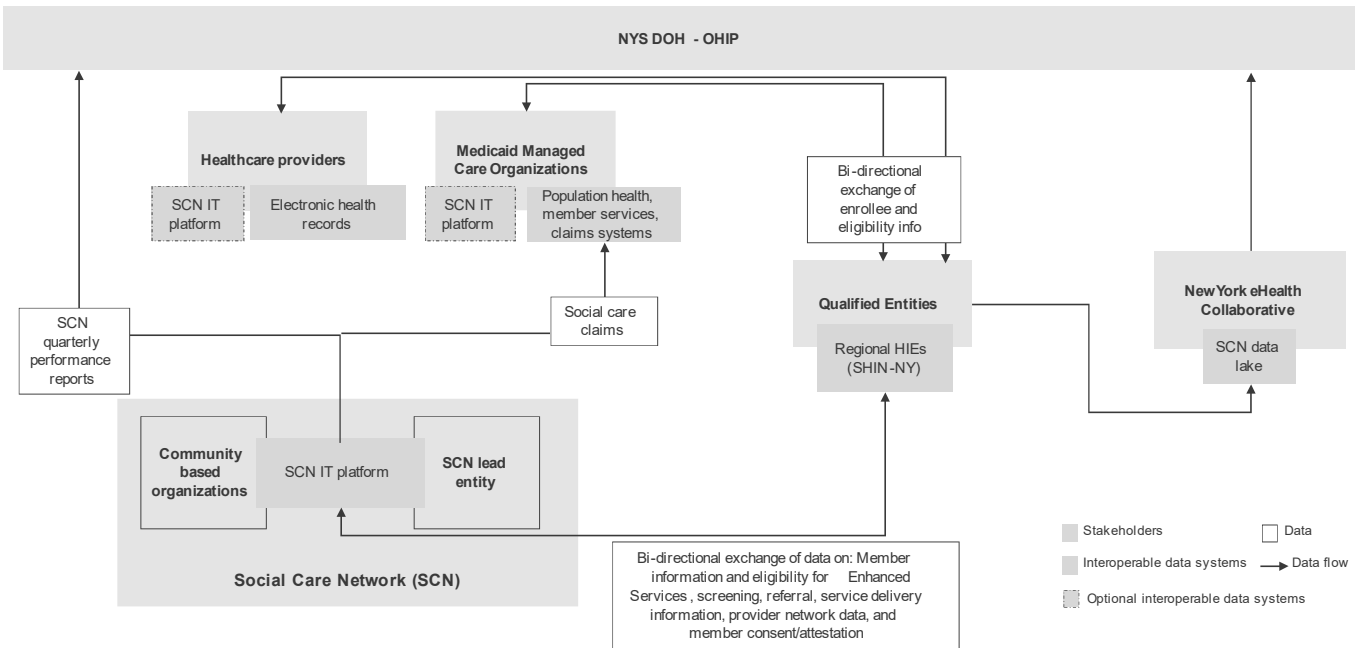 NYS DOH - OHIP
Healthcare providers
SCN IT
platform
Electronic health
records
Medicaid Managed
Care Organizations
SCN IT
platform
Population health,
member services,
claims systems
Bi-directional
exchange of
enrollee and
eligibility info
Qualified Entities
Regional HIEs
(SHIN-NY)
NewYork eHealth
Collaborative
SCN data
lake
SCN
quarterly
performance
reports
Social care
claims
Community
based
organizations
SCN IT platform
SCN lead
entity
Social Care Network (SCN)
Bi-directional exchange of data on: Member
information and eligibility for Enhanced
Services , screening, referral, service delivery
information, provider network data, and
member consent/attestation
Stakeholders
Data
Interoperable data systems
Data flow
Optional interoperable data systems